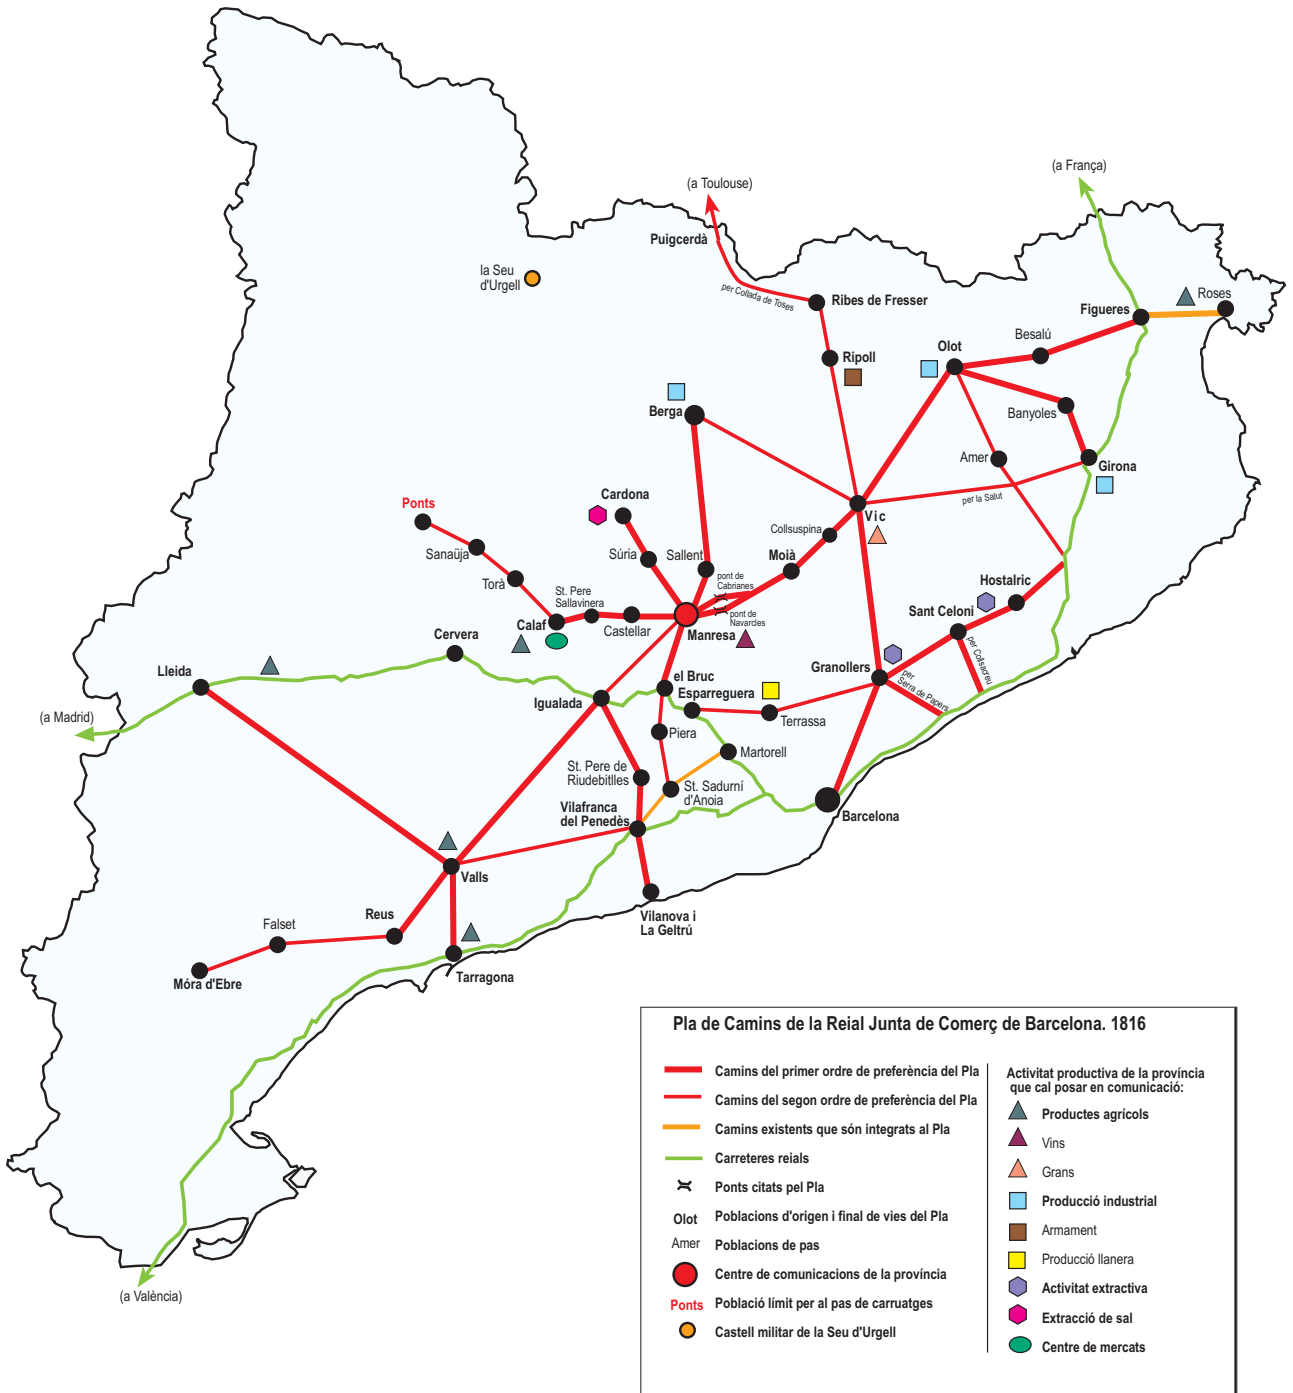 (a França)
(a Toulouse)
Puigcerdà
la Seu
d'Urgell
per Collada de Toses
Ribes de Fresser
Roses
Figueres
Besalú
Olot
Ripoll
Berga
Banyoles
Amer
Girona
per la Salut
Cardona
Ponts
Vic
Collsuspina
Sanaüja
Súria
Sallent
Moià
Torà
pont de
Cabrianes
St. Pere
Sallavinera
Hostalric
Sant Celoni
Calaf
Castellar
Manresa
pont de
Navarcles
Cervera
per Collsacreu
Lleida
Granollers
per
Serra de Papers
el Bruc
Esparreguera
Igualada
Terrassa
(a Madrid)
Piera
Martorell
St. Pere de
Riudebitlles
St. Sadurní
d'Anoia
Vilafranca
del Penedès
Barcelona
Valls
Reus
Falset
Vilanova i
La Geltrú
Móra d'Ebre
Tarragona
(a València)
Pla de Camins de la Reial Junta de Comerç de Barcelona. 1816
Camins del primer ordre de preferència del Pla
Camins del segon ordre de preferència del Pla
Camins existents que són integrats al Pla
Carreteres reials
Ponts citats pel Pla
Olot Poblacions d'origen i final de vies del Pla
Amer Poblacions de pas
Centre de comunicacions de la província
Ponts Població límit per al pas de carruatges
Castell militar de la Seu d'Urgell
Activitat productiva de la província
que cal posar en comunicació:
Productes agrícols
Vins
Grans
Producció industrial
Armament
Producció llanera
Activitat extractiva
Extracció de sal
Centre de mercats